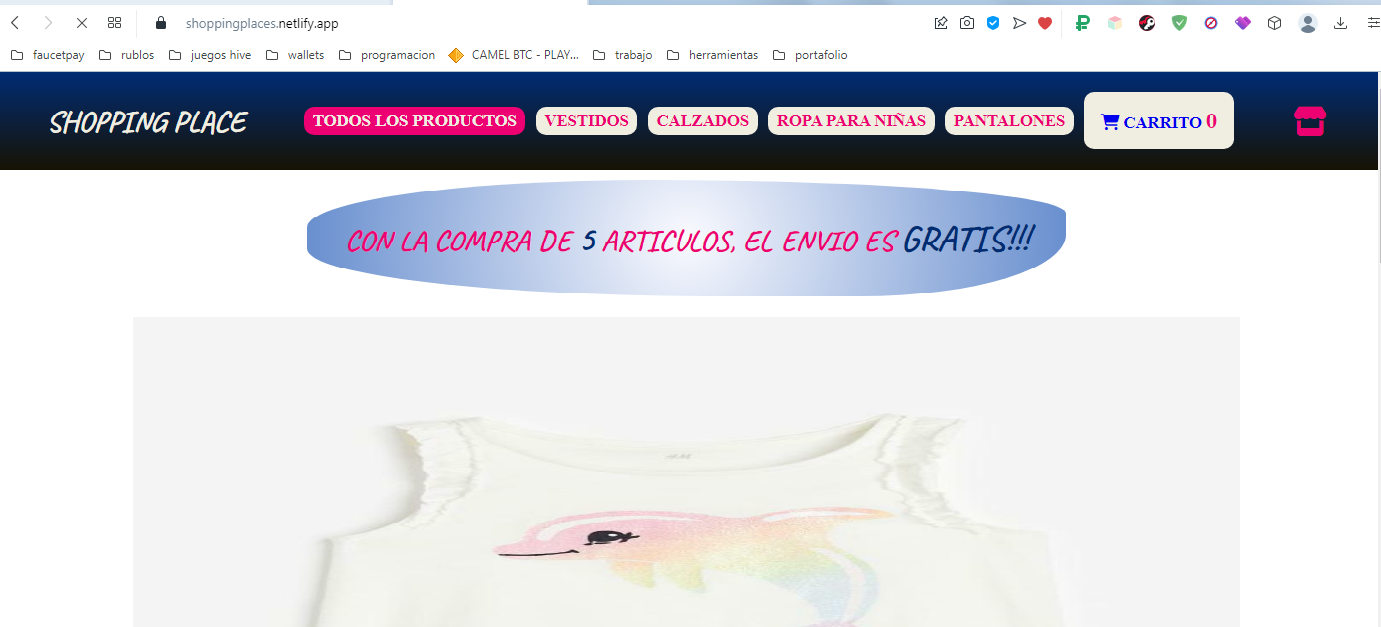 shoppingplaces.netlify.app
faucetpay rublos juegos hive wallets programacion CAMEL BTC - PLAY... trabajo herramientas portafolio
SHOPPING PLACE TODOS LOS PRODUCTOS VESTIDOS CALZADOS ROPA PARA NIÑAS PANTALONES CARRITO 0
CON LA COMPRA DE 5 ARTICULOS, EL ENVIO ES GRATIS!!!
H&M